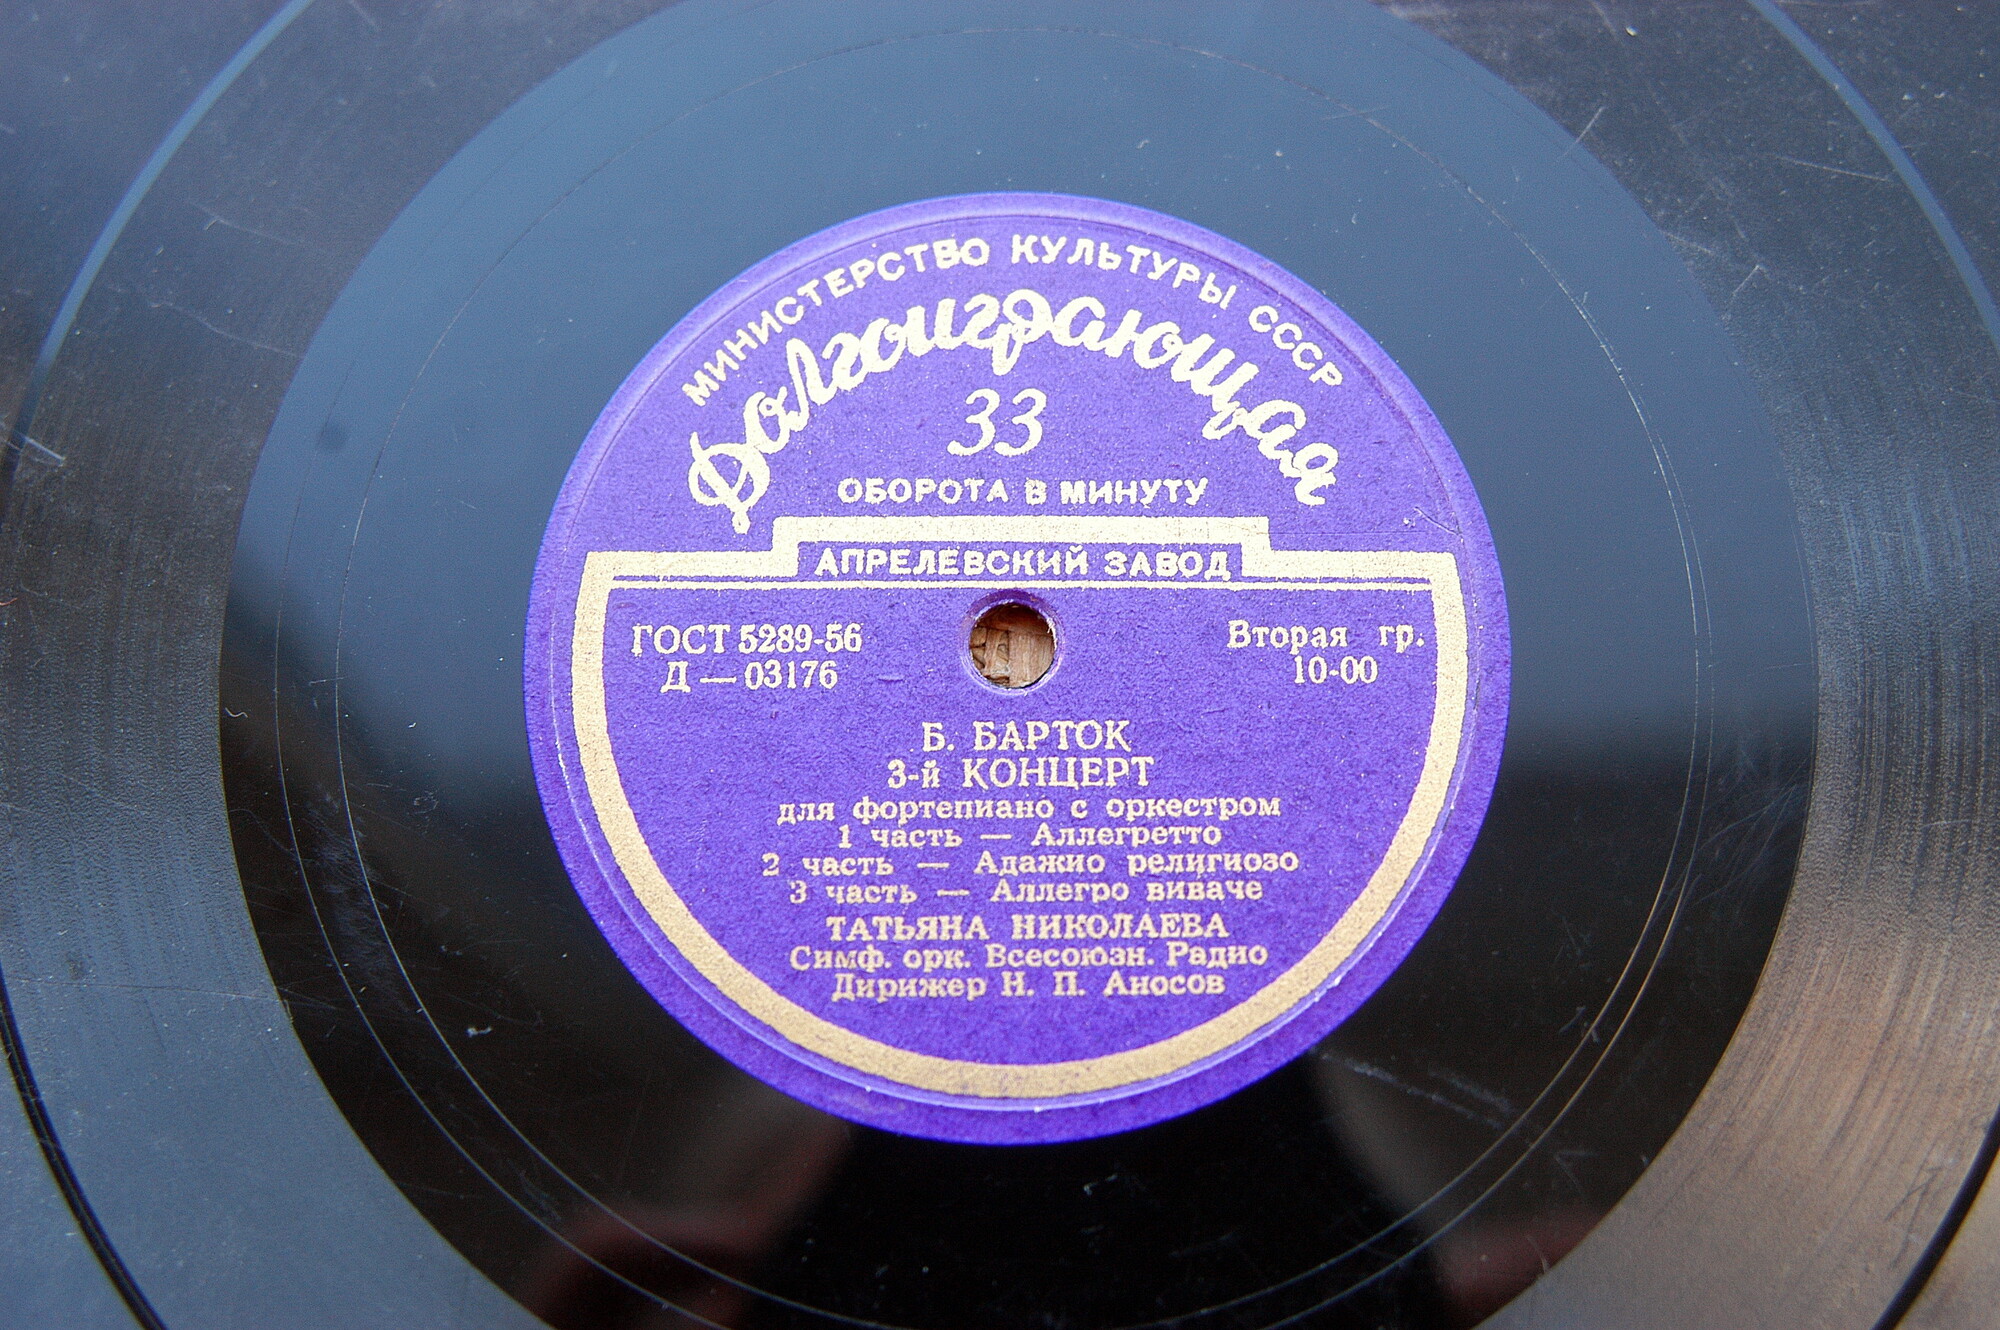 МИНИСТЕРСТВО КУЛЬТУРЫ СССР
Долгоиграющая
33
ОБОРОТА В МИНУТУ
АПРЕЛЕВСКИЙ ЗАВОД
ГОСТ 5289-56
Д — 03176
Вторая гр.
10-00
Б. БАРТОК
3-й КОНЦЕРТ
для фортепиано с оркестром
1 часть — Аллегретто
2 часть — Адажио религиозо
3 часть — Аллегро виваче
ТАТЬЯНА НИКОЛАЕВА
Симф. орк. Всесоюзн. Радио
Дирижер Н. П. Аносов